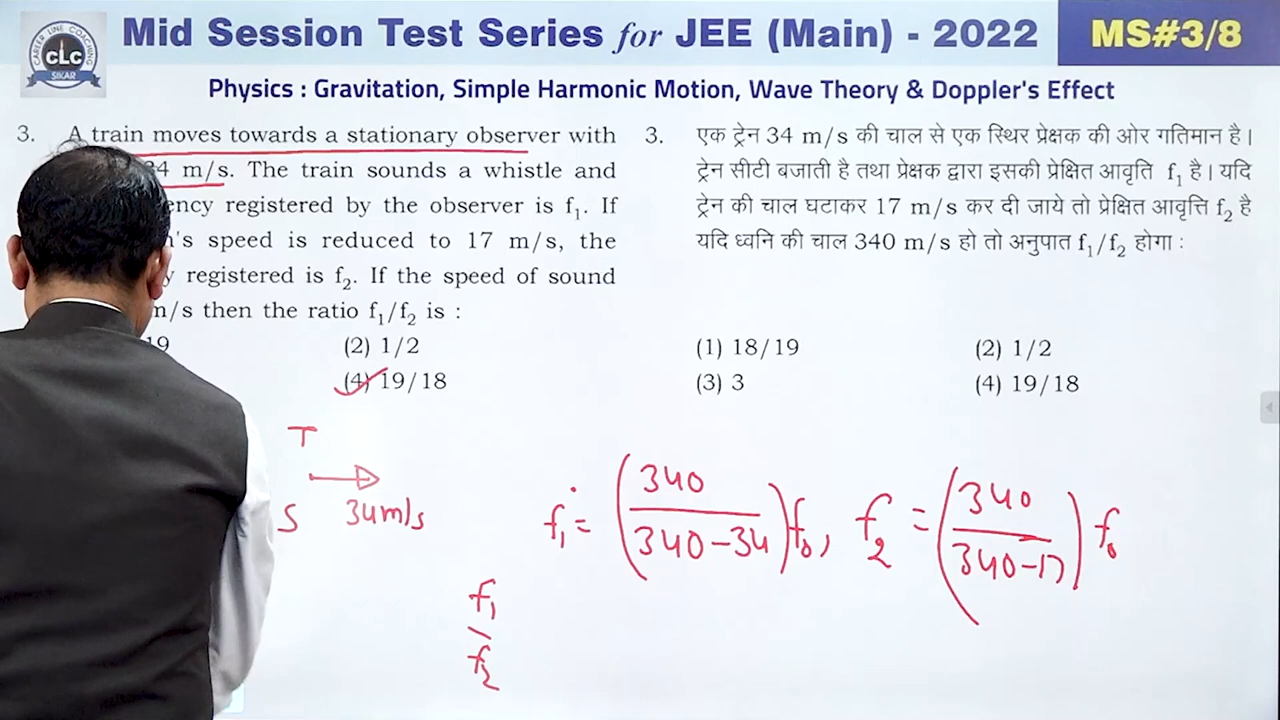 CAREER LINE COACHING
CLC
SIKAR
Mid Session Test Series for JEE (Main) - 2022
MS#3/8
Physics : Gravitation, Simple Harmonic Motion, Wave Theory & Doppler's Effect
3. A train moves towards a stationary observer with
34 m/s. The train sounds a whistle and
ency registered by the observer is f₁. If
's speed is reduced to 17 m/s, the
y registered is f₂. If the speed of sound
m/s then the ratio f₁/f₂ is :
19 (2) 1/2
(4) 19/18
3. एक ट्रेन 34 m/s की चाल से एक स्थिर प्रेक्षक की ओर गतिमान है।
ट्रेन सीटी बजाती है तथा प्रेक्षक द्वारा इसकी प्रेक्षित आवृति f₁ है। यदि
ट्रेन की चाल घटाकर 17 m/s कर दी जाये तो प्रेक्षित आवृत्ति f₂ है
यदि ध्वनि की चाल 340 m/s हो तो अनुपात f₁/f₂ होगा :
(1) 18/19 (2) 1/2
(3) 3 (4) 19/18
T
S 34m/s
f₁ = (340 / 340-34) f₀, f₂ = (340 / 340-17) f₀
f₁
f₂